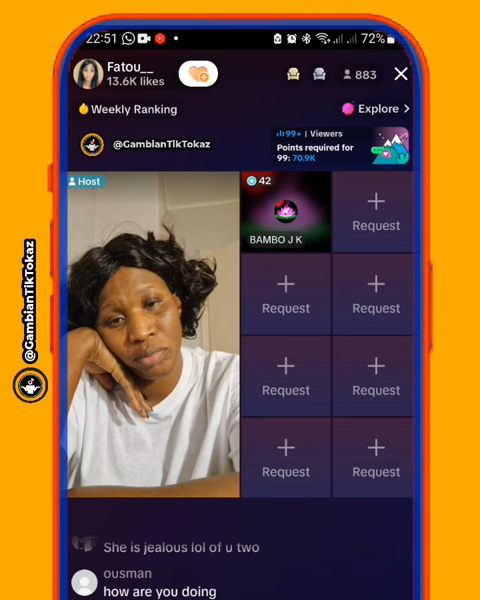 22:51
72%
Fatou__
13.6K likes
883
Weekly Ranking
Explore >
@GambianTikTokaz
99+ | Viewers
Points required for
99: 70.9K
Host
42
BAMBO J K
Request
Request
Request
Request
Request
Request
Request
@GambianTikTokaz
She is jealous lol of u two
ousman
how are you doing